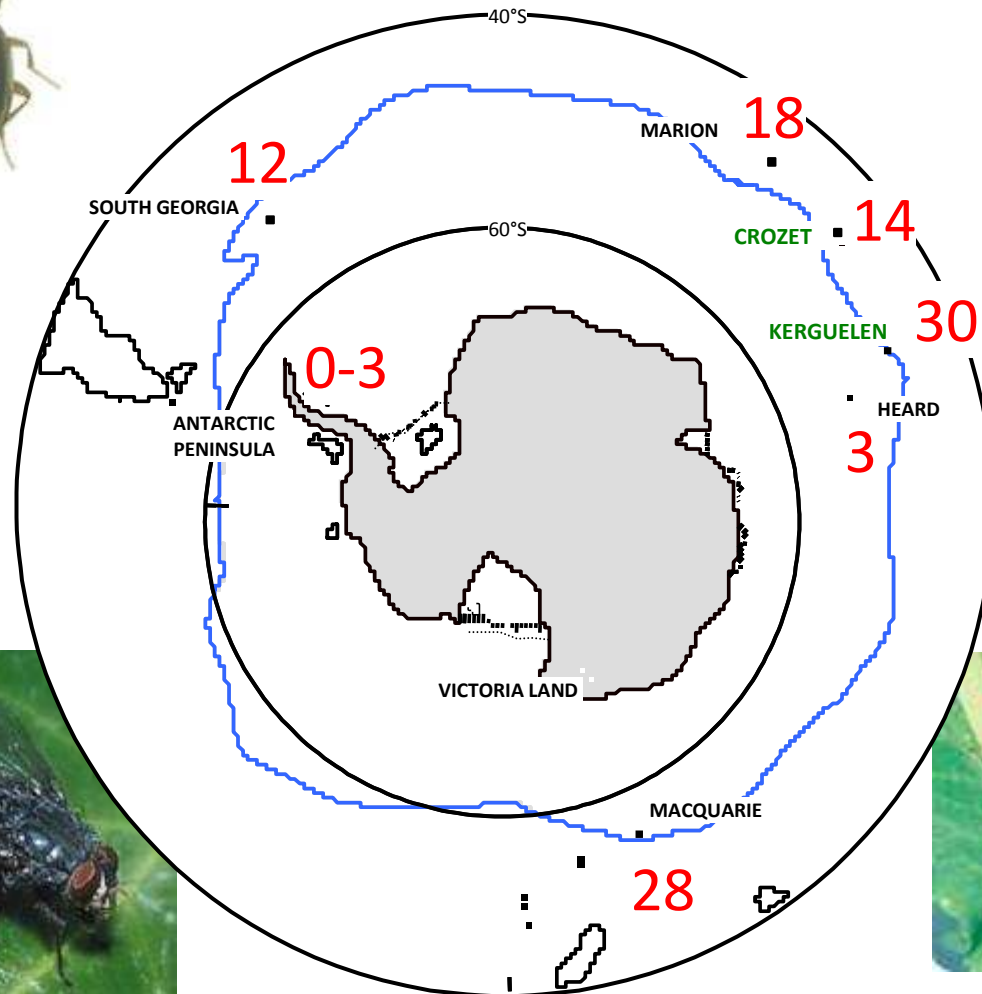 40°S
MARION
18
12
SOUTH GEORGIA
60°S
CROZET
14
KERGUELEN
30
0-3
HEARD
ANTARCTIC
PENINSULA
3
VICTORIA LAND
MACQUARIE
28